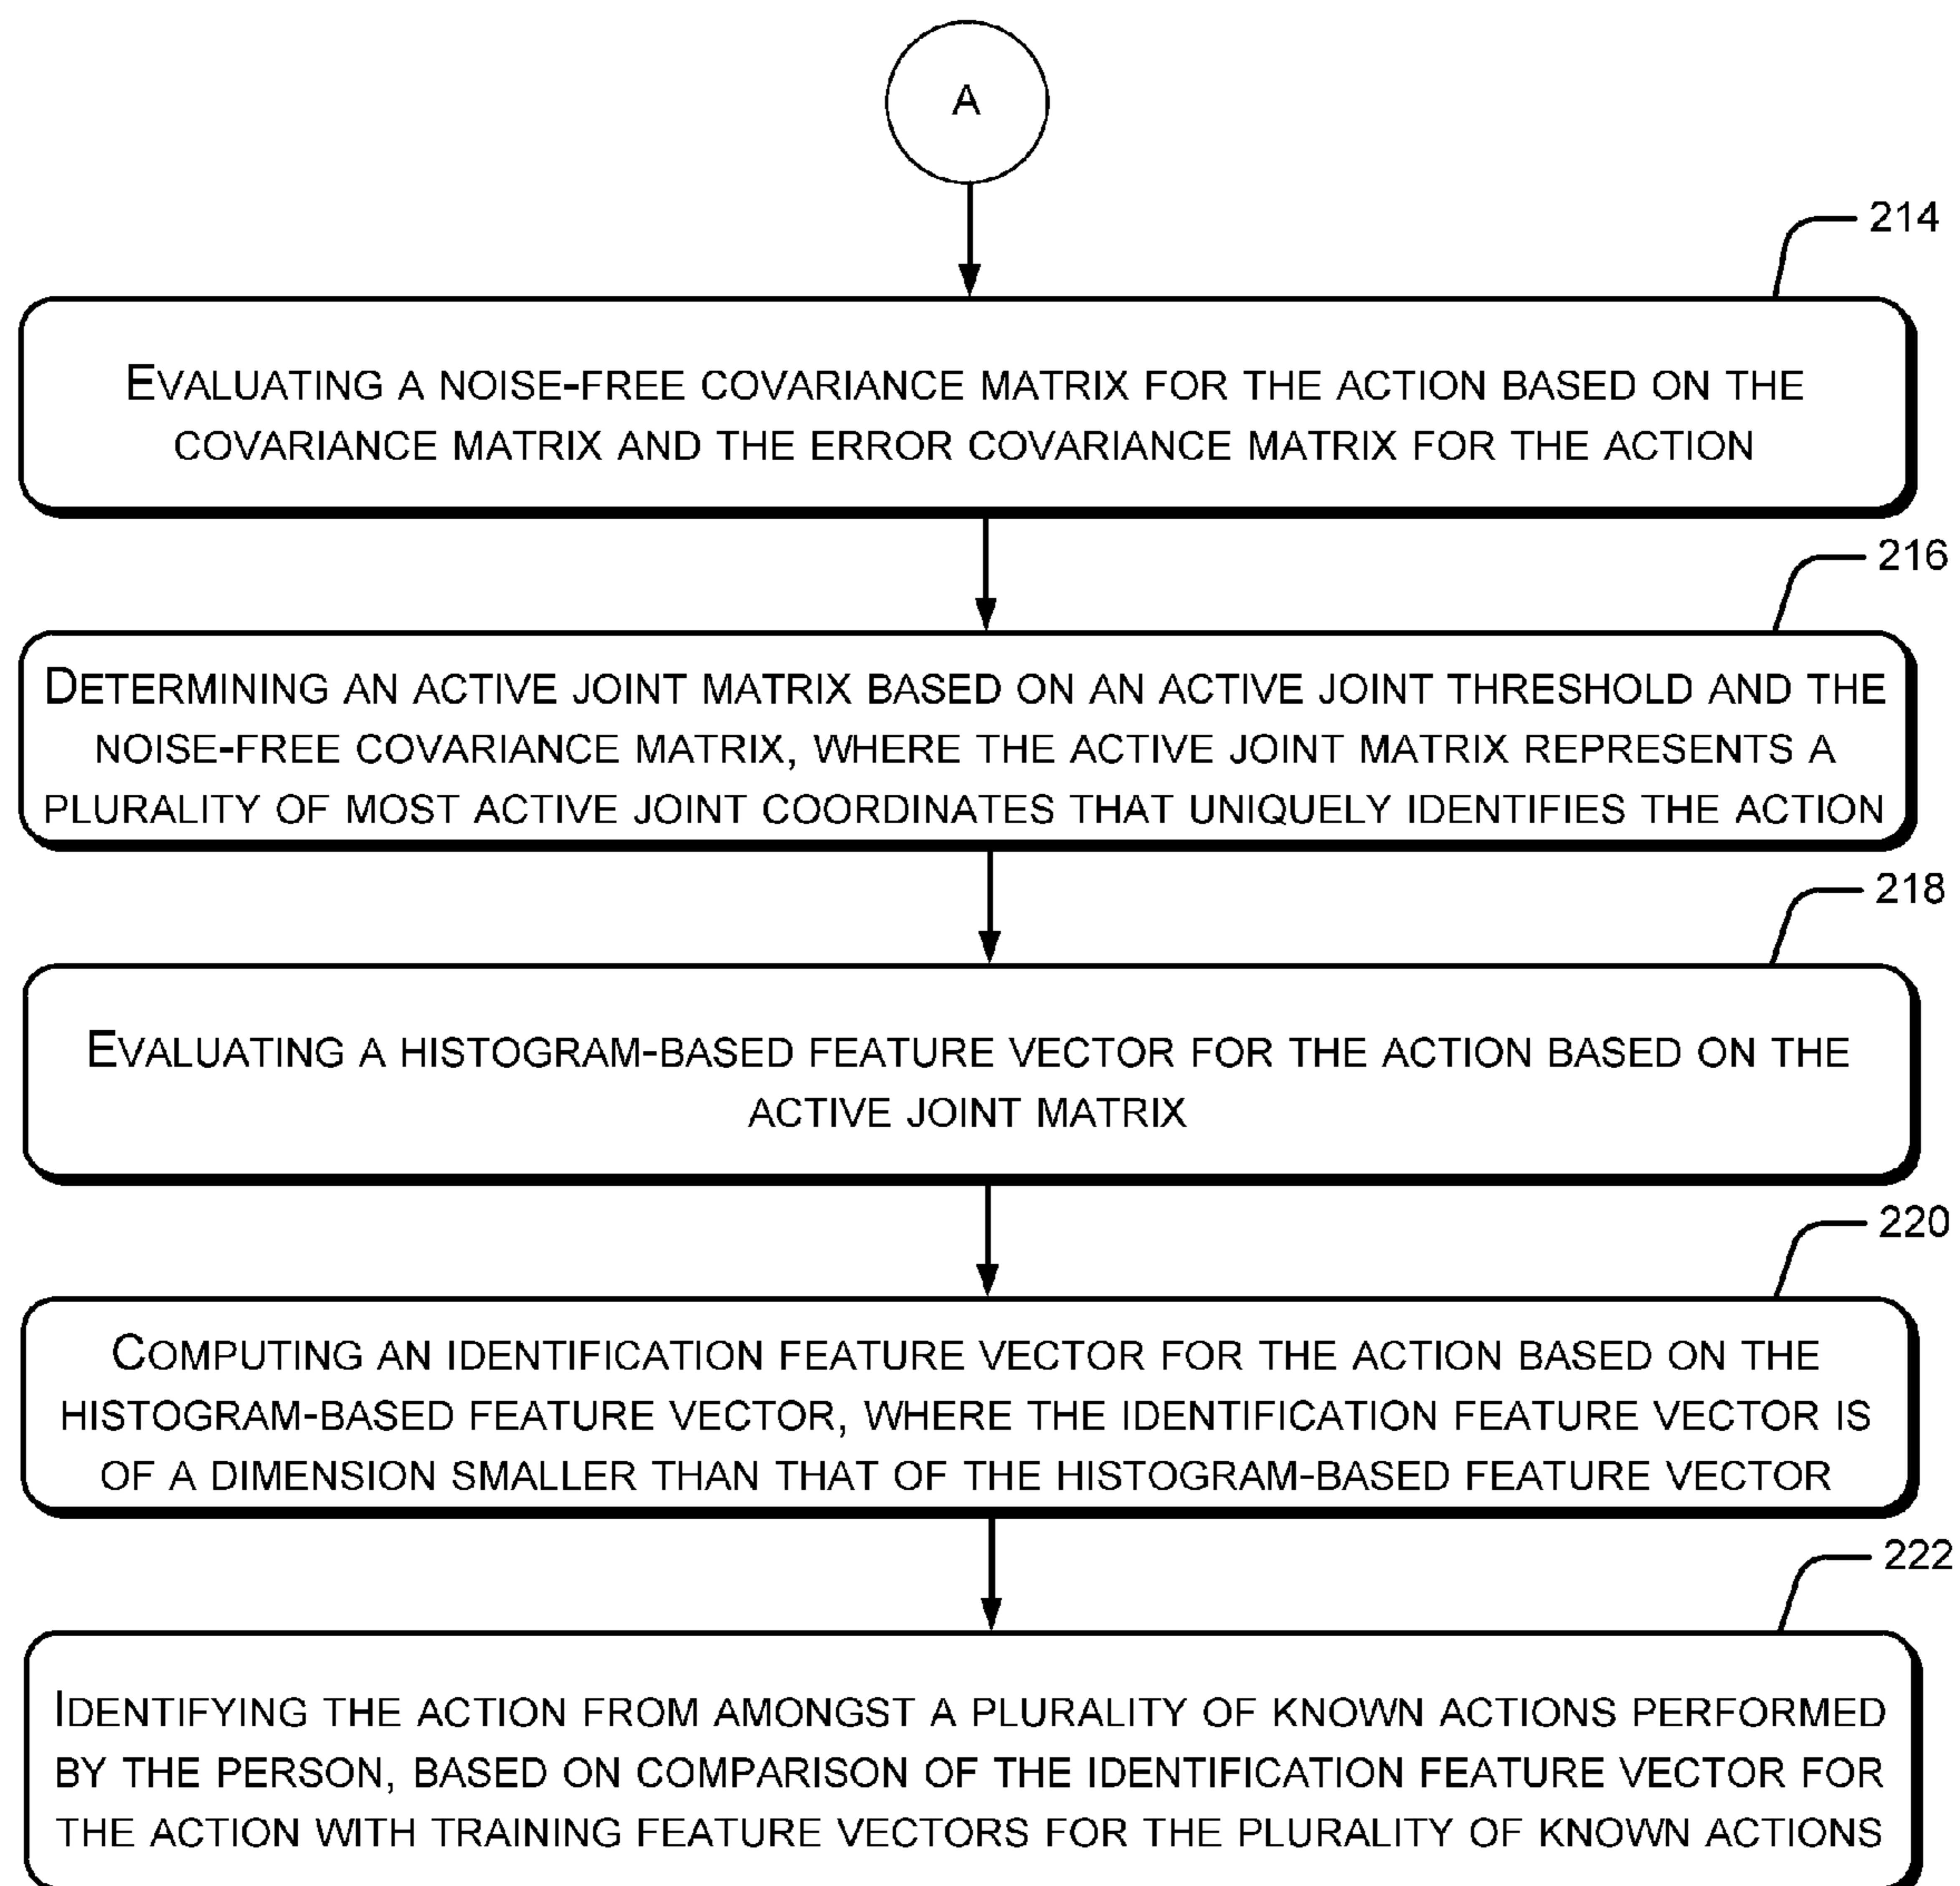 A
214
EVALUATING A NOISE-FREE COVARIANCE MATRIX FOR THE ACTION BASED ON THE
COVARIANCE MATRIX AND THE ERROR COVARIANCE MATRIX FOR THE ACTION
216
DETERMINING AN ACTIVE JOINT MATRIX BASED ON AN ACTIVE JOINT THRESHOLD AND THE
NOISE-FREE COVARIANCE MATRIX, WHERE THE ACTIVE JOINT MATRIX REPRESENTS A
PLURALITY OF MOST ACTIVE JOINT COORDINATES THAT UNIQUELY IDENTIFIES THE ACTION
218
EVALUATING A HISTOGRAM-BASED FEATURE VECTOR FOR THE ACTION BASED ON THE
ACTIVE JOINT MATRIX
220
COMPUTING AN IDENTIFICATION FEATURE VECTOR FOR THE ACTION BASED ON THE
HISTOGRAM-BASED FEATURE VECTOR, WHERE THE IDENTIFICATION FEATURE VECTOR IS
OF A DIMENSION SMALLER THAN THAT OF THE HISTOGRAM-BASED FEATURE VECTOR
222
IDENTIFYING THE ACTION FROM AMONGST A PLURALITY OF KNOWN ACTIONS PERFORMED
BY THE PERSON, BASED ON COMPARISON OF THE IDENTIFICATION FEATURE VECTOR FOR
THE ACTION WITH TRAINING FEATURE VECTORS FOR THE PLURALITY OF KNOWN ACTIONS